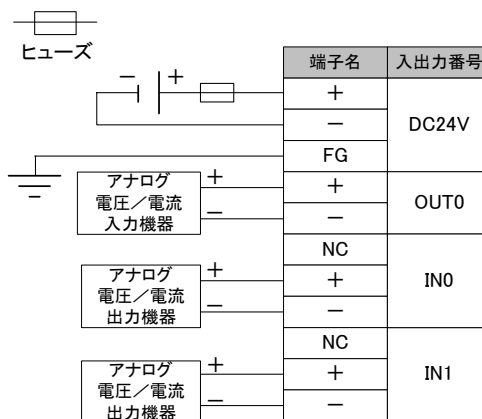 ヒューズ
端子名 入出力番号
－ ＋ ＋ DC24V
－
FG
アナログ
電圧／電流
入力機器
＋ ＋ OUT0
－ －
NC
アナログ
電圧／電流
出力機器
＋ ＋ IN0
－ －
NC
アナログ
電圧／電流
出力機器
＋ ＋ IN1
－ －